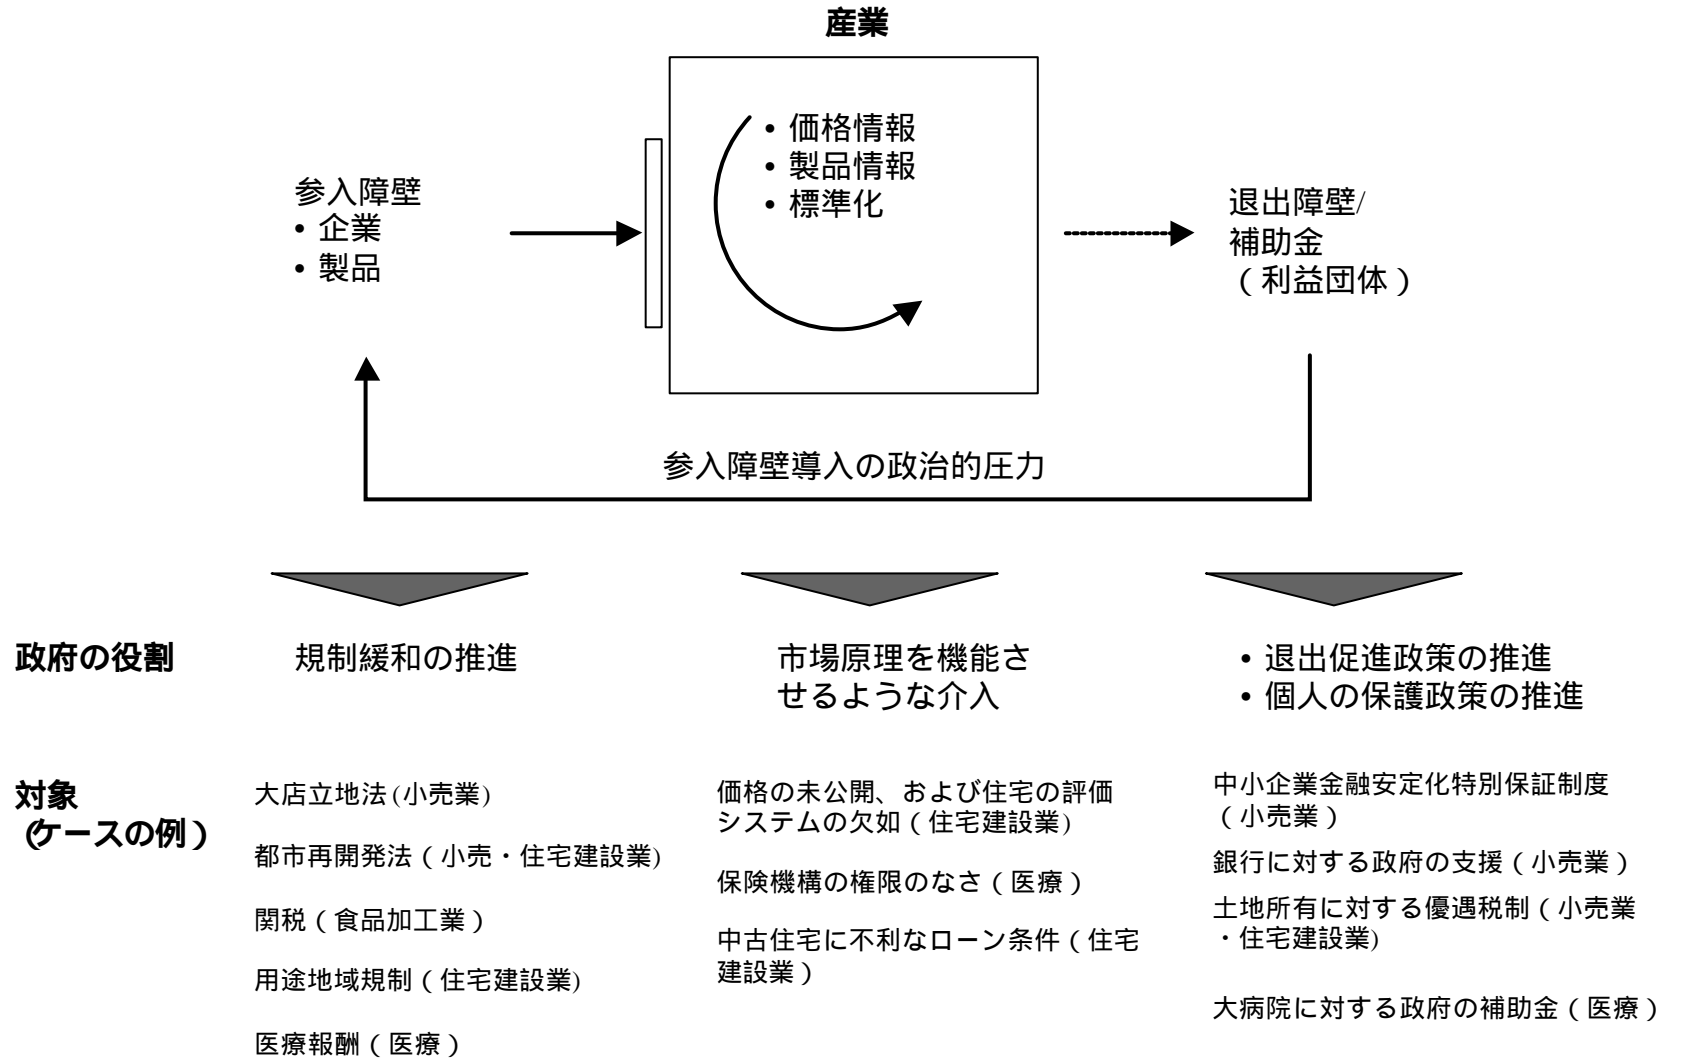 産業
• 価格情報
• 製品情報
• 標準化
参入障壁
• 企業
• 製品
退出障壁/
補助金
（利益団体）
参入障壁導入の政治的圧力
政府の役割
規制緩和の推進
市場原理を機能さ
せるような介入
• 退出促進政策の推進
• 個人の保護政策の推進
対象
（ケースの例）
大店立地法(小売業)
都市再開発法（小売・住宅建設業)
関税（食品加工業）
用途地域規制（住宅建設業)
医療報酬（医療）
価格の未公開、および住宅の評価
システムの欠如（住宅建設業)
保険機構の権限のなさ（医療）
中古住宅に不利なローン条件（住宅
建設業）
中小企業金融安定化特別保証制度
（小売業）
銀行に対する政府の支援（小売業）
土地所有に対する優遇税制（小売業
・住宅建設業)
大病院に対する政府の補助金（医療）